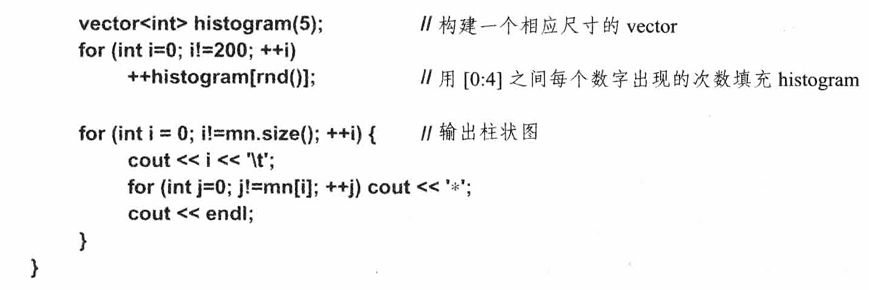 vector<int> histogram(5); // 构建一个相应尺寸的 vector
for (int i=0; i!=200; ++i)
++histogram[rnd()]; // 用 [0:4] 之间每个数字出现的次数填充 histogram
for (int i = 0; i!=mn.size(); ++i) { // 输出柱状图
cout << i << '\t';
for (int j=0; j!=mn[i]; ++j) cout << '*';
cout << endl;
}
}